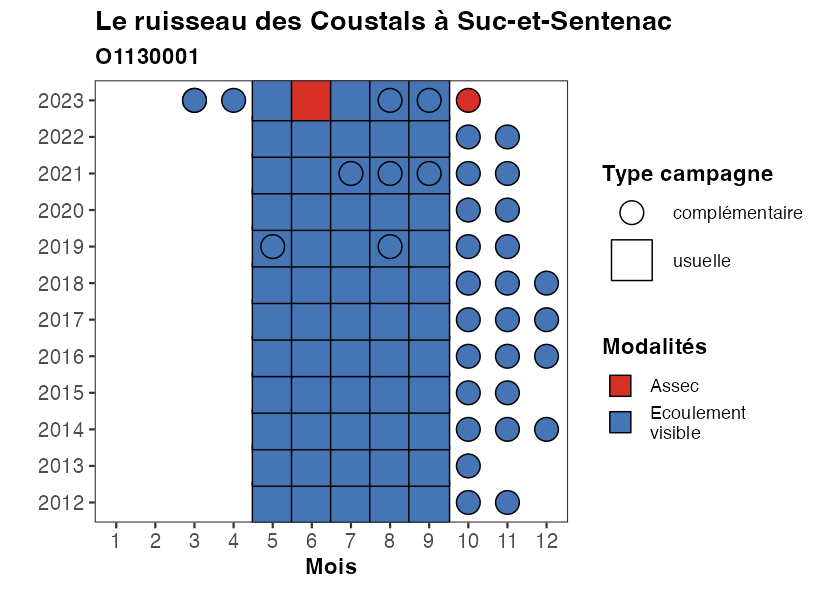 Le ruisseau des Coustals à Suc-et-Sentenac
O1130001
2023
2022
2021
2020
2019
2018
2017
2016
2015
2014
2013
2012
1 2 3 4 5 6 7 8 9 10 11 12
Mois
Type campagne
complémentaire
usuelle
Modalités
Assec
Ecoulement
visible